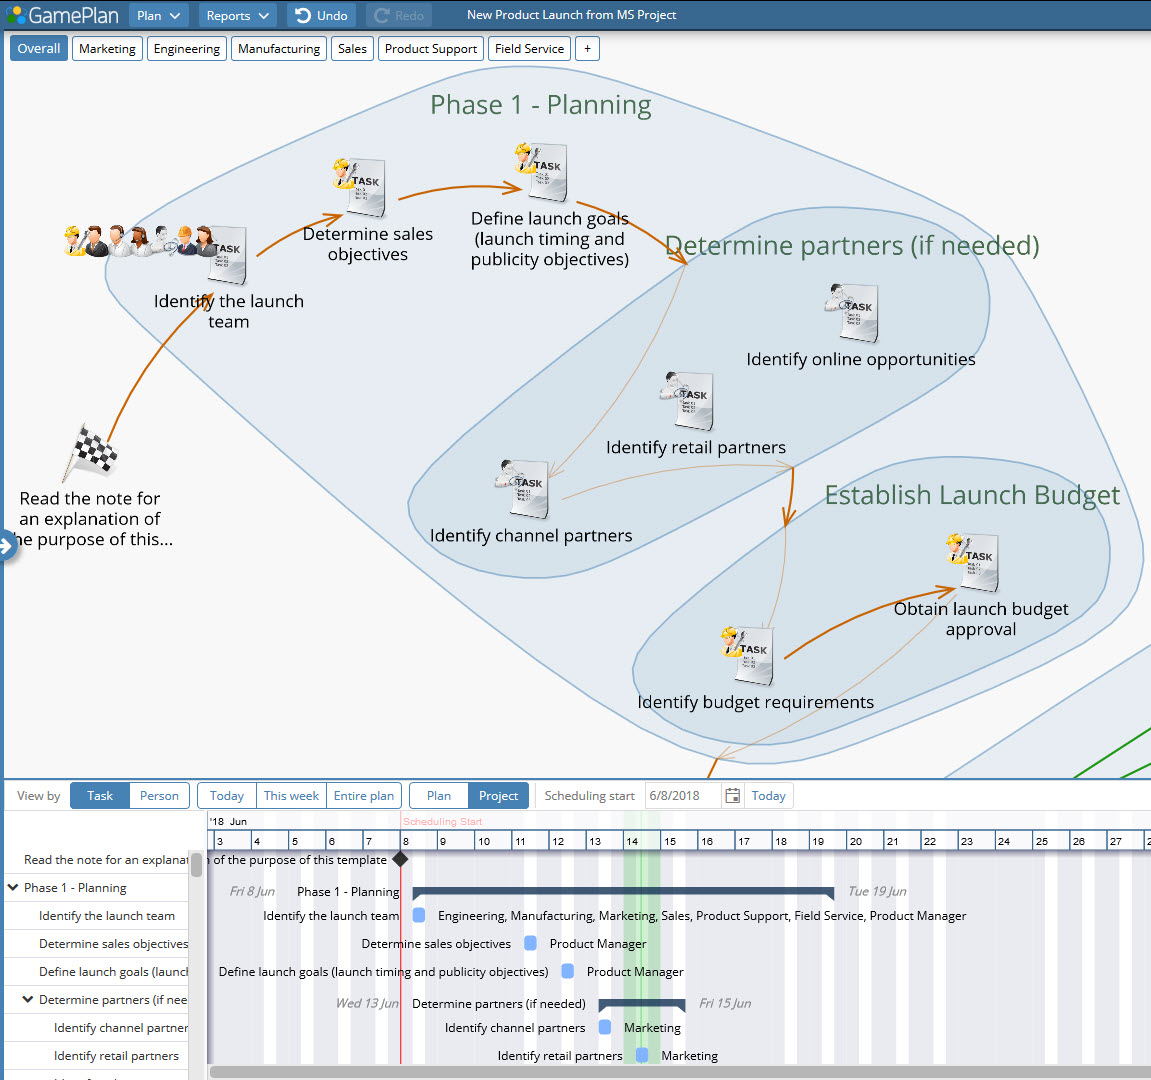 GamePlan
Plan
Reports
Undo
Redo
New Product Launch from MS Project
Overall
Marketing
Engineering
Manufacturing
Sales
Product Support
Field Service
+
Phase 1 - Planning
TASK
Determine sales
objectives
TASK
Define launch goals
(launch timing and
publicity objectives)
TASK
Identify the launch
team
Determine partners (if needed)
TASK
Identify online opportunities
TASK
Identify retail partners
TASK
Identify channel partners
Read the note for
an explanation of
he purpose of this...
Establish Launch Budget
TASK
Obtain launch budget
approval
TASK
Identify budget requirements
View by
Task
Person
Today
This week
Entire plan
Plan
Project
Scheduling start
6/8/2018
Today
'18 Jun
Scheduling Start
3 4 5 6 7 8 9 10 11 12 13 14 15 16 17 18 19 20 21 22 23 24 25 26 27 2
Read the note for an explanation of the purpose of this template
Phase 1 - Planning
Fri 8 Jun
Phase 1 - Planning
Tue 19 Jun
Identify the launch team
Identify the launch team
Engineering, Manufacturing, Marketing, Sales, Product Support, Field Service, Product Manager
Determine sales objectives
Determine sales objectives
Product Manager
Define launch goals (launch
Define launch goals (launch timing and publicity objectives)
Product Manager
Determine partners (if nee
Wed 13 Jun
Determine partners (if needed)
Fri 15 Jun
Identify channel partner
Identify channel partners
Marketing
Identify retail partners
Identify retail partners
Marketing